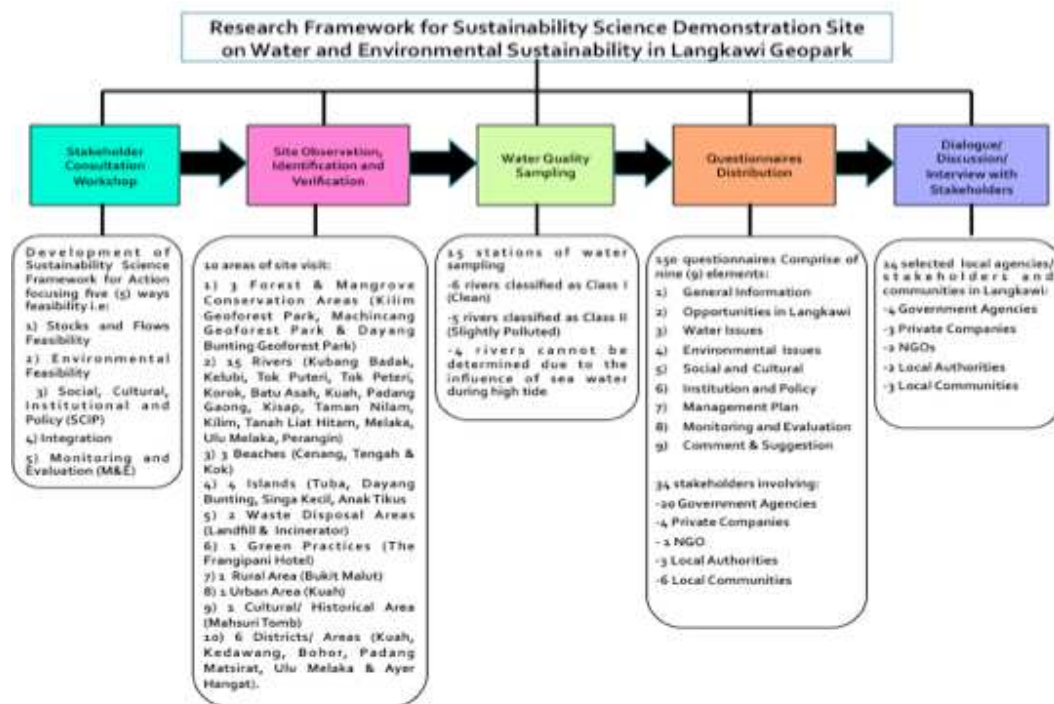 Research Framework for Sustainability Science Demonstration Site
on Water and Environmental Sustainability in Langkawi Geopark
Stakeholder
Consultation
Workshop
Site Observation,
Identification and
Verification
Water Quality
Sampling
Questionnaires
Distribution
Dialogue/
Discussion/
Interview with
Stakeholders
Development of
Sustainability Science
Framework for Action
focusing five (5) ways
feasibility i.e:
1) Stocks and Flows
Feasibility
2) Environmental
Feasibility
3) Social, Cultural,
Institutional and
Policy (SCIP)
4) Integration
5) Monitoring and
Evaluation (M&E)
10 areas of site visit:
1) 3 Forest & Mangrove
Conservation Areas (Kilim
Geoforest Park, Machincang
Geoforest Park & Dayang
Bunting Geoforest Park)
2) 15 Rivers (Kubang Badak,
Kelubi, Tok Puteri, Tok Peteri,
Korok, Batu Asah, Kuah, Padang
Gaong, Kisap, Taman Nilam,
Kilim, Tanah Liat Hitam, Melaka,
Ulu Melaka, Perangin)
3) 3 Beaches (Cenang, Tengah &
Kok)
4) 4 Islands (Tuba, Dayang
Bunting, Singa Kecil, Anak Tikus
5) 2 Waste Disposal Areas
(Landfill & Incinerator)
6) 1 Green Practices (The
Frangipani Hotel)
7) 1 Rural Area (Bukit Malut)
8) 1 Urban Area (Kuah)
9) 1 Cultural/ Historical Area
(Mahsuri Tomb)
10) 6 Districts/ Areas (Kuah,
Kedawang, Bohor, Padang
Matsirat, Ulu Melaka & Ayer
Hangat).
15 stations of water
sampling
-6 rivers classified as Class I
(Clean)
-5 rivers classified as Class II
(Slightly Polluted)
-4 rivers cannot be
determined due to the
influence of sea water
during high tide
150 questionnaires Comprise of
nine (9) elements:
1) General Information
2) Opportunities in Langkawi
3) Water Issues
4) Environmental Issues
5) Social and Cultural
6) Institution and Policy
7) Management Plan
8) Monitoring and Evaluation
9) Comment & Suggestion
34 stakeholders involving:
-20 Government Agencies
-4 Private Companies
- 1 NGO
-3 Local Authorities
-6 Local Communities
14 selected local agencies/
stakeholders and
communities in Langkawi:
-4 Government Agencies
-3 Private Companies
-2 NGOs
-2 Local Authorities
-3 Local Communities